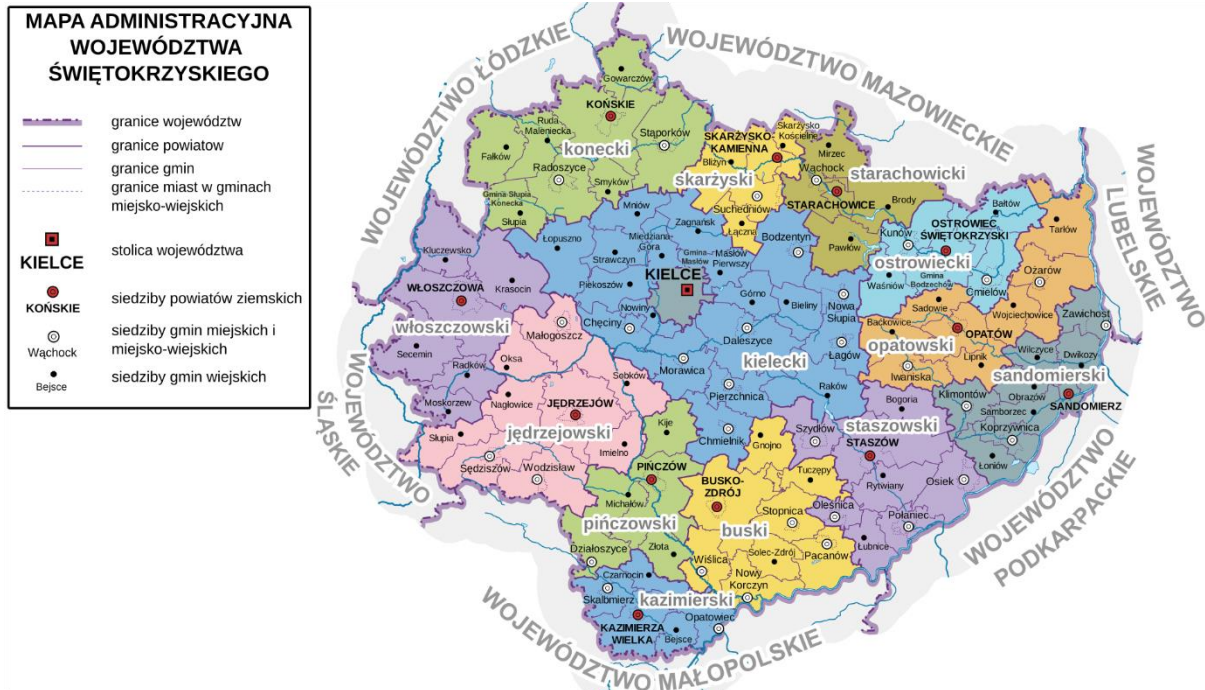 MAPA ADMINISTRACYJNA
WOJEWÓDZTWA
ŚWIĘTOKRZYSKIEGO
granice województw
granice powiatow
granice gmin
granice miast w gminach
miejsko-wiejskich
stolica województwa
KIELCE
siedziby powiatów ziemskich
KOŃSKIE
siedziby gmin miejskich i
miejsko-wiejskich
Wąchock
siedziby gmin wiejskich
Bejsce
WOJEWÓDZTWO ŁÓDZKIE
WOJEWÓDZTWO MAZOWIECKIE
WOJEWÓDZTWO
LUBELSKIE
WOJEWÓDZTWO
PODKARPACKIE
WOJEWÓDZTWO MAŁOPOLSKIE
WOJEWÓDZTWO
ŚLĄSKIE
Gowarczów
KOŃSKIE
Ruda
Maleniecka
Stąporków
konecki
Fałków
Radoszyce
Smyków
Gmina Słupia
Konecka
Słupia
SKARŻYSKO-
KAMIENNA
Skarżysko
Kościelne
Bliżyn
skarżyski
Suchedniów
Łączna
Mirzec
Wąchock
starachowicki
STARACHOWICE
Brody
Pawłów
Kunów
OSTROWIEC
ŚWIĘTOKRZYSKI
Bałtów
ostrowiecki
Waśniów
Gmina
Bodzechów
Ćmielów
Tarłów
Ożarów
Sadowie
Wojciechowice
Baćkowice
OPATÓW
opatowski
Lipnik
Iwaniska
Zawichost
Wilczyce
Dwikozy
sandomierski
Klimontów
Obrazów
SANDOMIERZ
Samborzec
Koprzywnica
Łoniów
Mniów
Zagnańsk
Bodzentyn
Łopuszno
Miedziana
Góra
Gmina
Masłów
Masłów
Pierwszy
Strawczyn
KIELCE
Piekoszów
Górno
Bieliny
Nowa
Słupia
Nowiny
Chęciny
Daleszyce
Łagów
kielecki
Morawica
Pierzchnica
Raków
Chmielnik
Kluczewsko
WŁOSZCZOWA
Krasocin
włoszczowski
Secemin
Radków
Moskorzew
Małogoszcz
Oksa
Sebków
Nagłowice
JĘDRZEJÓW
jędrzejowski
Słupia
Imielno
Sędziszów
Wodzisław
Kije
PIŃCZÓW
Michałów
pińczowski
Działoszyce
Złota
Gnojno
BUSKO-
ZDRÓJ
Tuczępy
Stopnica
buski
Pacanów
Solec-Zdrój
Wiślica
Nowy
Korczyn
Bogoria
Szydłów
staszowski
STASZÓW
Rytwiany
Osiek
Oleśnica
Połaniec
Łubnice
Czarnocin
Skalbmierz
kazimierski
KAZIMIERZA
WIELKA
Bejsce
Opatowiec